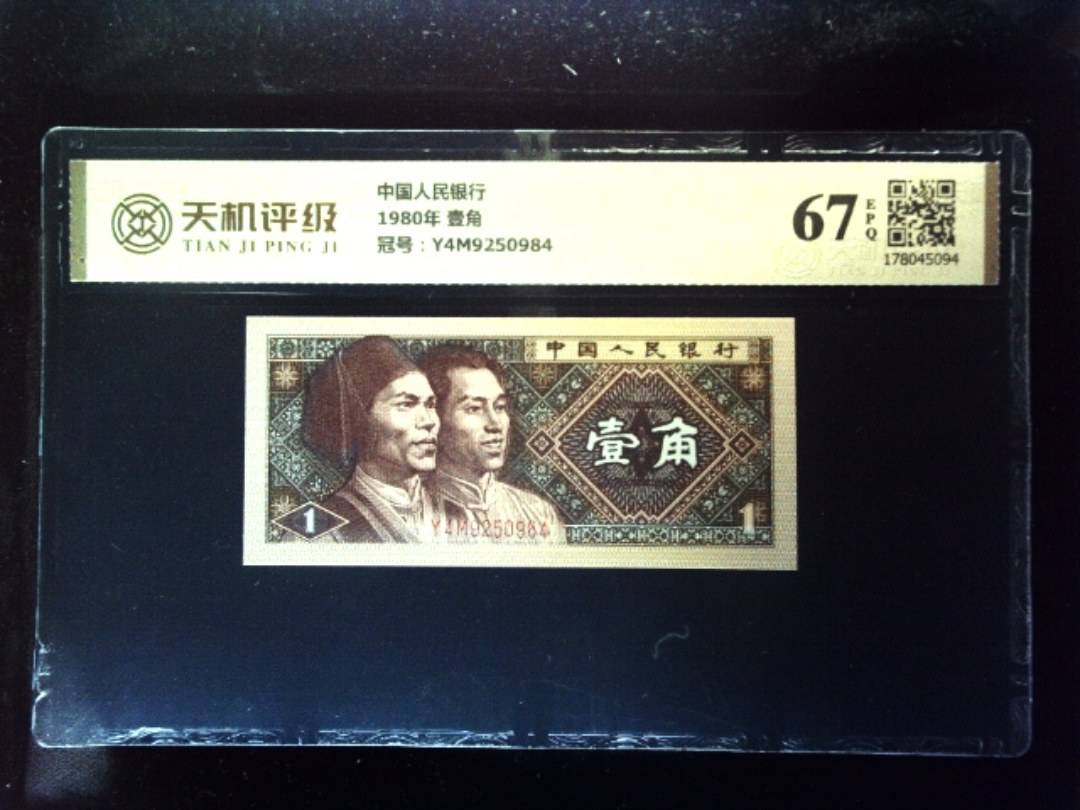 天机评级
TIAN JI PING JI
中国人民银行
1980年 壹角
冠号：Y4M9250984
67
EPQ
178045094
中国人民银行
壹角
1
Y4M9250984
1